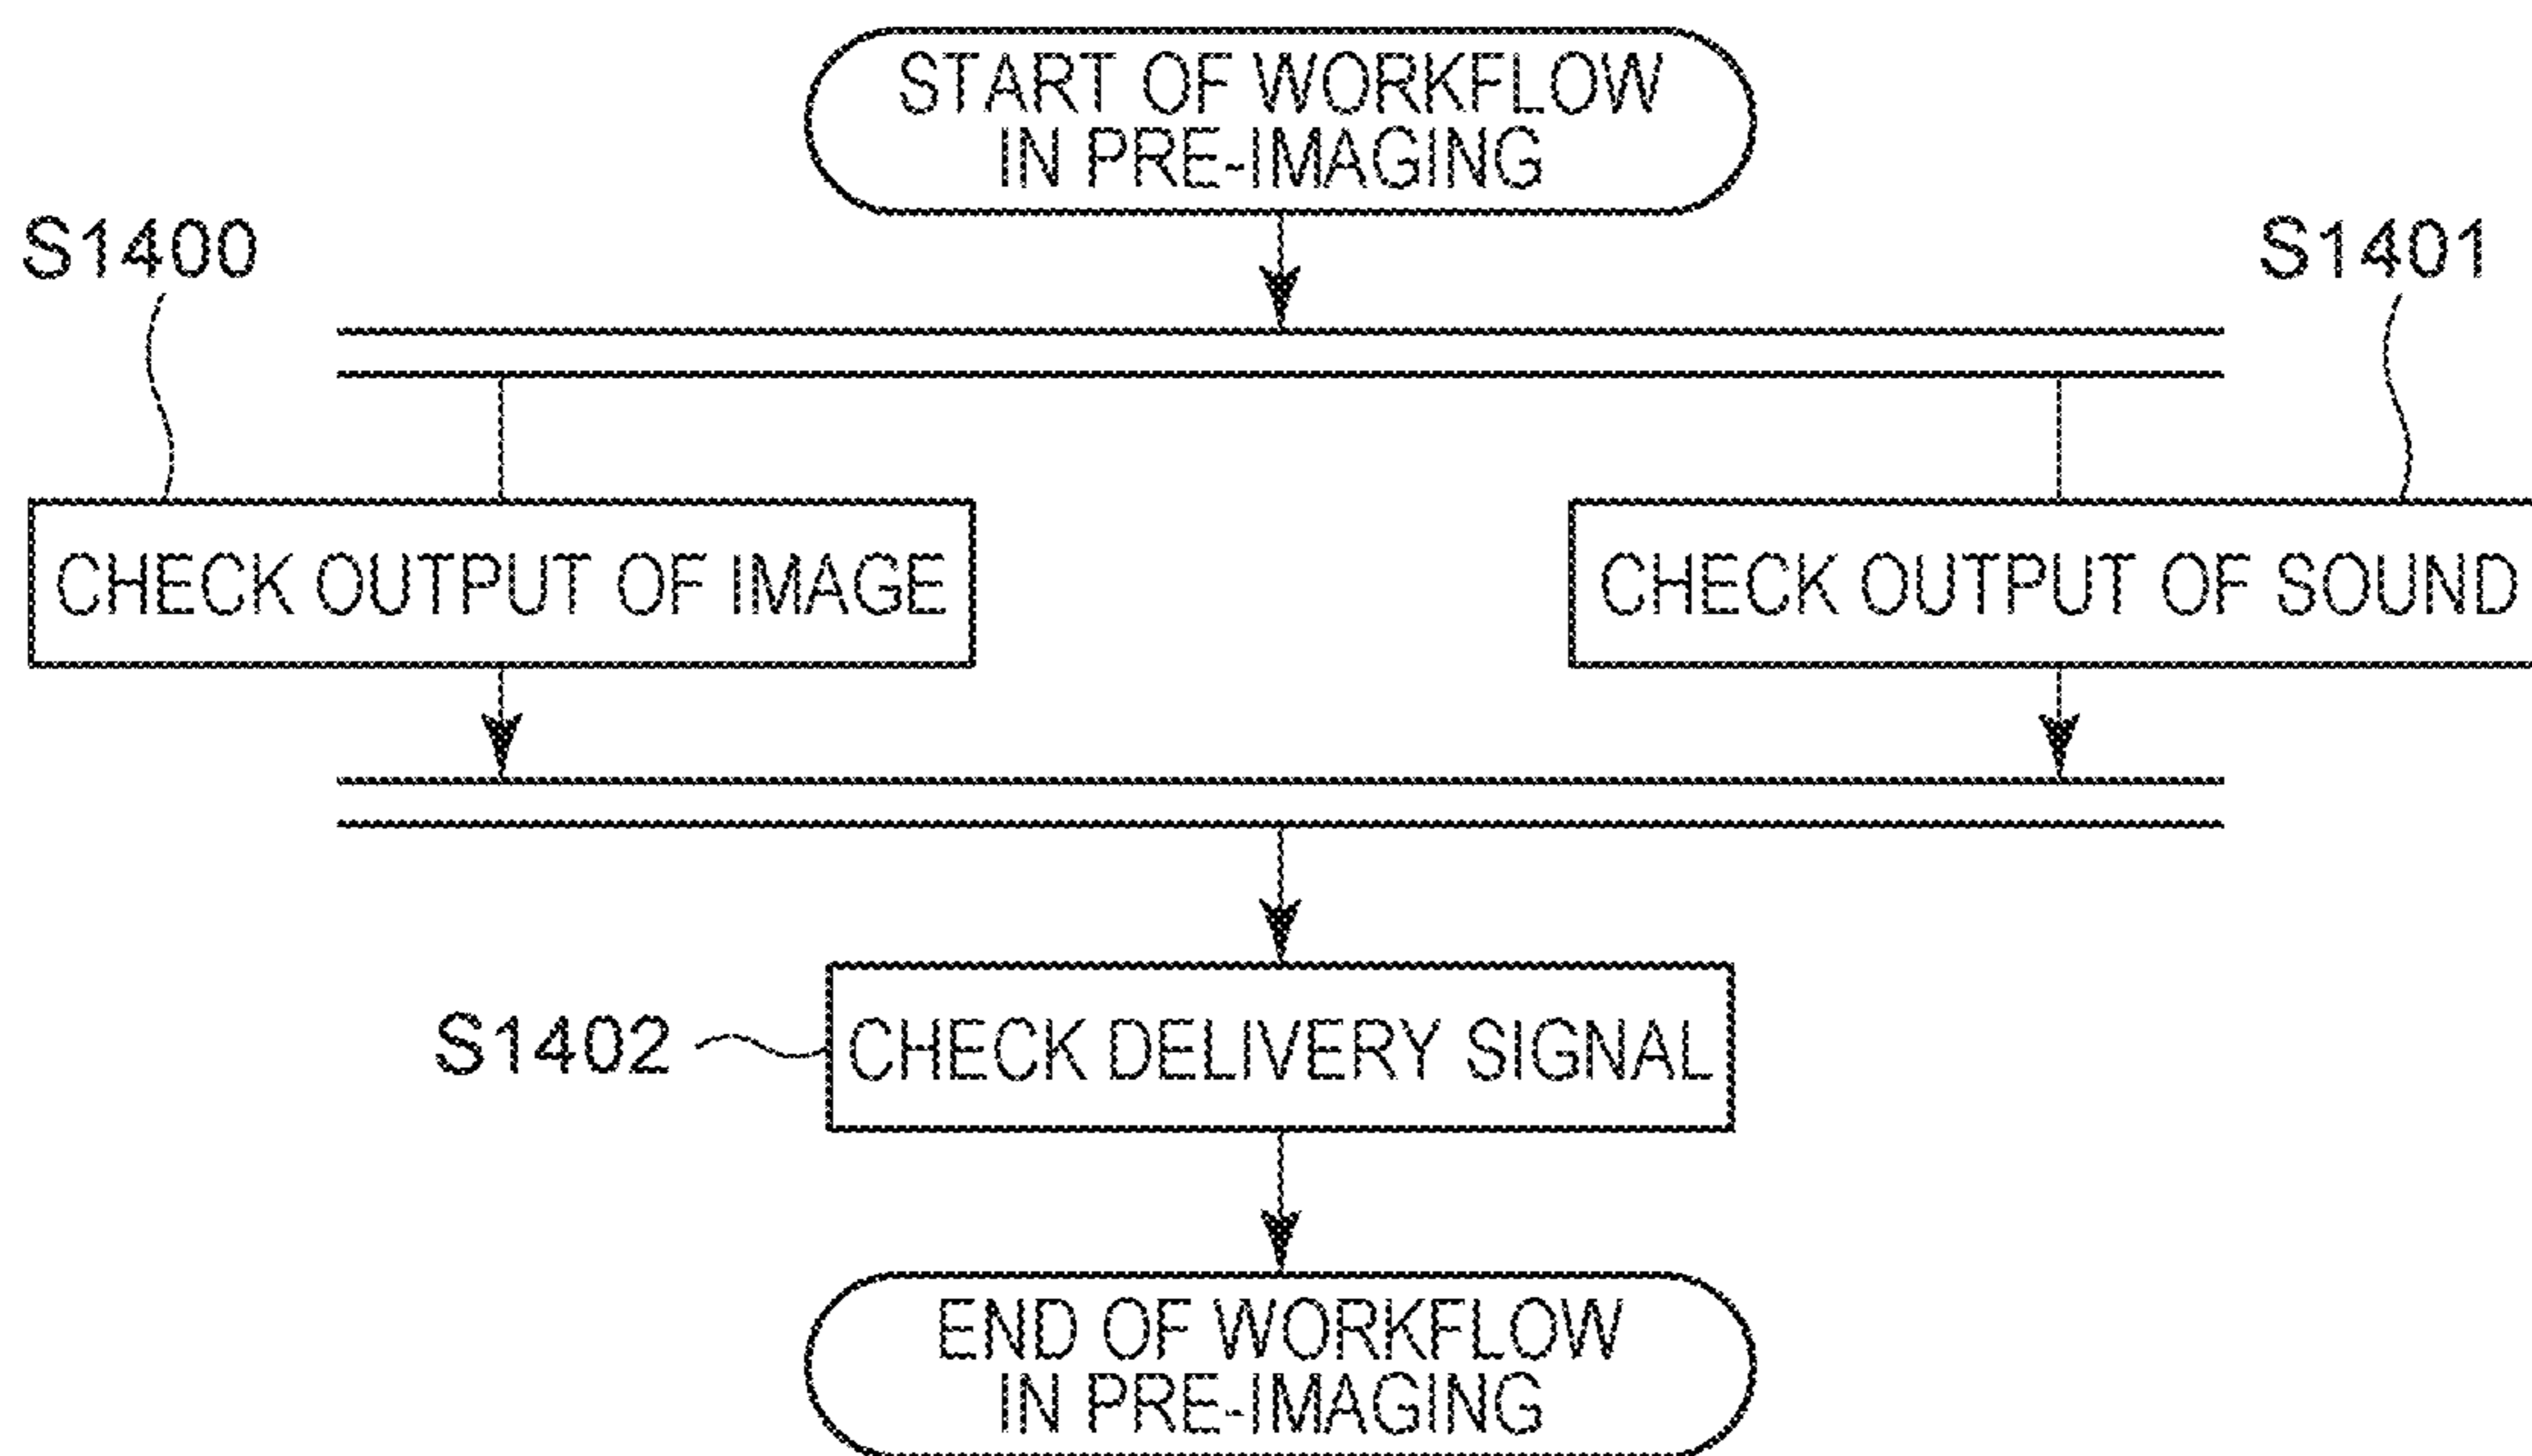 START OF WORKFLOW
IN PRE-IMAGING
S1400
S1401
CHECK OUTPUT OF IMAGE
CHECK OUTPUT OF SOUND
S1402
CHECK DELIVERY SIGNAL
END OF WORKFLOW
IN PRE-IMAGING